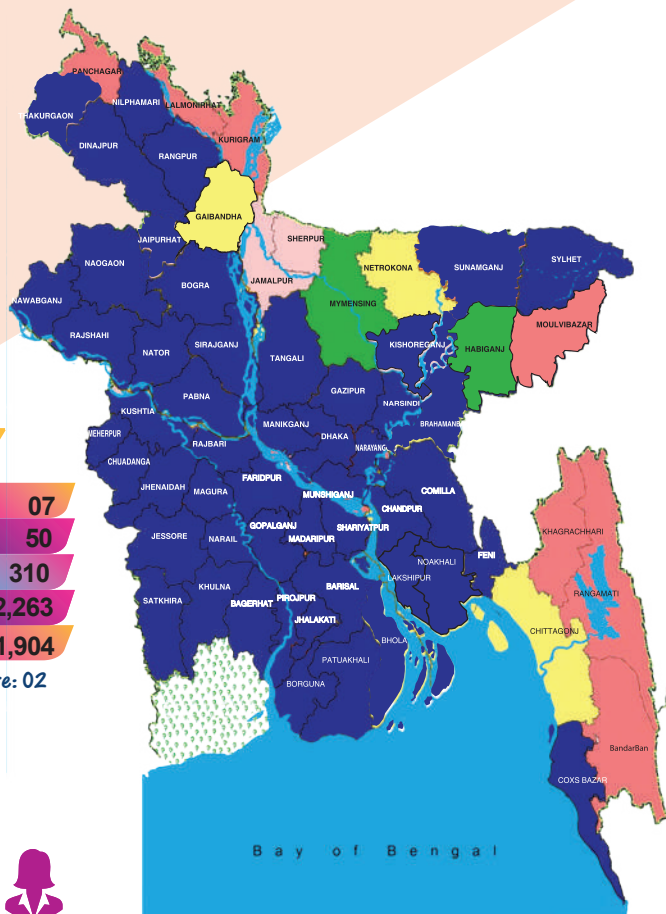 PANCHAGAR
NILPHAMARI
LALMONIRHAT
THAKURGAON
KURIGRAM
DINAJPUR
RANGPUR
GAIBANDHA
JAIPURHAT
SHERPUR
NAOGAON
NETROKONA
SUNAMGANJ
SYLHET
BOGRA
JAMALPUR
NAWABGANJ
MYMENSING
MOULVIBAZAR
RAJSHAHI
SIRAJGANJ
KISHOREGANJ
HABIGANJ
NATOR
TANGALI
PABNA
GAZIPUR
NARSINDI
KUSHTIA
MANIKGANJ
BRAHAMANB
MEHERPUR
RAJBARI
DHAKA
NARAYANG
CHUADANGA
FARIDPUR
JHENAIDAH
MAGURA
MUNSHIGANJ
COMILLA
07
CHANDPUR
GOPALGANJ
SHARIYATPUR
KHAGRACHHARI
50
JESSORE
NARAIL
MADARIPUR
FENI
NOAKHALI
310
LAKSHIPUR
KHULNA
BARISAL
RANGAMATI
SATKHIRA
BAGERHAT
PIROJPUR
2,263
JHALAKATI
CHITTAGONJ
BHOLA
1,904
PATUAKHALI
re: 02
BORGUNA
BandarBan
COXS BAZAR
Bay of Bengal